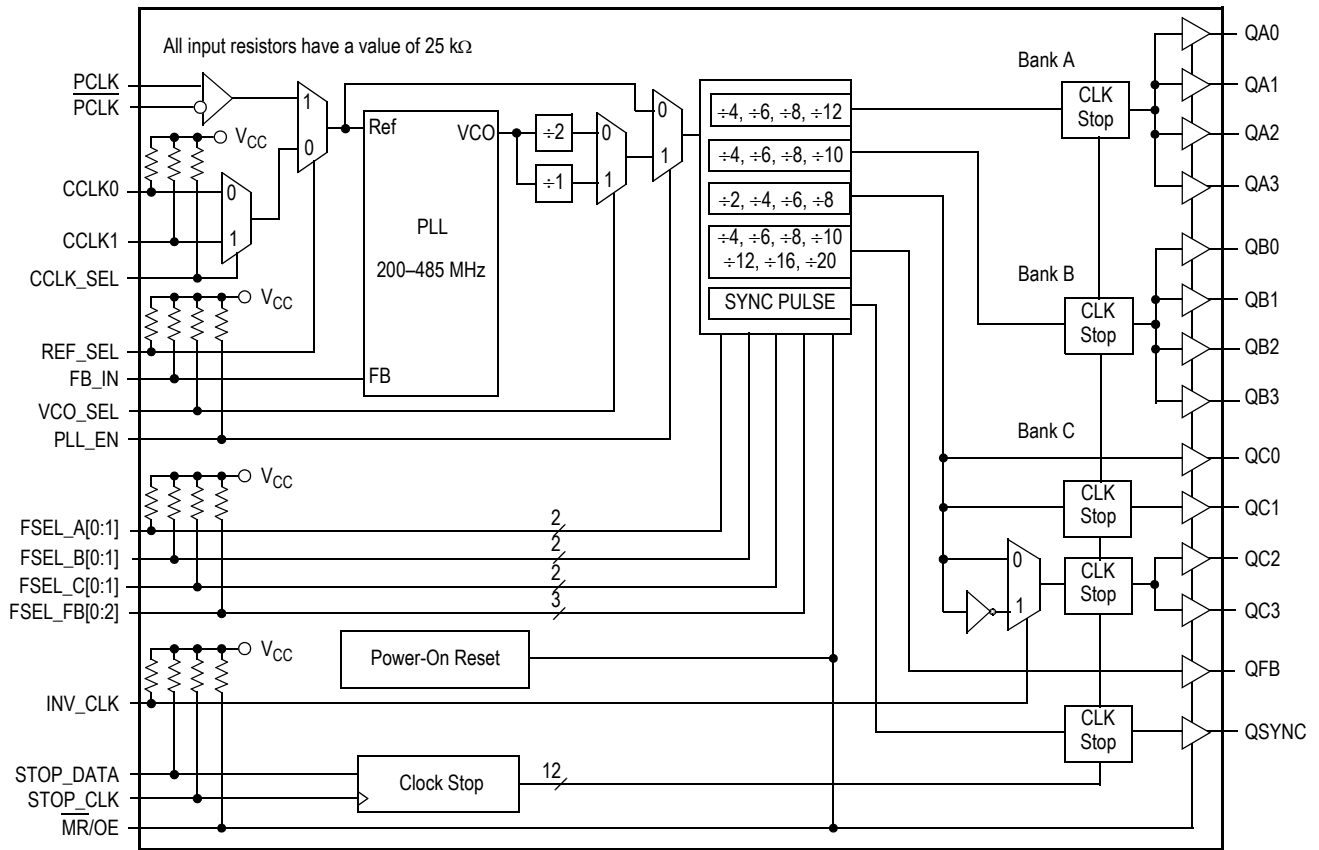 All input resistors have a value of 25 kΩ
PCLK
PCLK
VCC
CCLK0
CCLK1
CCLK_SEL
VCC
REF_SEL
FB_IN
VCO_SEL
PLL_EN
VCC
FSEL_A[0:1]
FSEL_B[0:1]
FSEL_C[0:1]
FSEL_FB[0:2]
VCC
INV_CLK
STOP_DATA
STOP_CLK
MR/OE
0
1
1
0
Ref
VCO
PLL
200–485 MHz
FB
÷2
÷1
0
1
0
1
÷4, ÷6, ÷8, ÷12
÷4, ÷6, ÷8, ÷10
÷2, ÷4, ÷6, ÷8
÷4, ÷6, ÷8, ÷10
÷12, ÷16, ÷20
SYNC PULSE
2
2
2
3
Power-On Reset
Clock Stop
12
0
1
Bank A
CLK
Stop
Bank B
CLK
Stop
Bank C
CLK
Stop
CLK
Stop
CLK
Stop
QA0
QA1
QA2
QA3
QB0
QB1
QB2
QB3
QC0
QC1
QC2
QC3
QFB
QSYNC